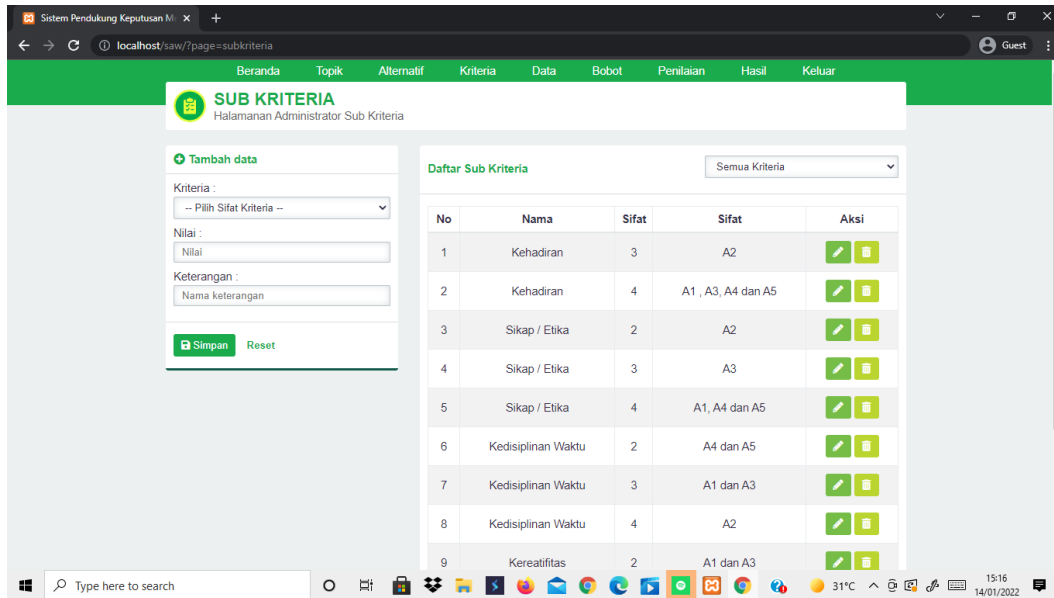 Sistem Pendukung Keputusan M
localhost/saw/?page=subkriteria
Guest
Beranda Topik Alternatif Kriteria Data Bobot Penilaian Hasil Keluar
SUB KRITERIA
Halamanan Administrator Sub Kriteria
Tambah data
Kriteria :
-- Pilih Sifat Kriteria --
Nilai :
Nilai
Keterangan :
Nama keterangan
Simpan Reset
Daftar Sub Kriteria Semua Kriteria
No Nama Sifat Sifat Aksi
1 Kehadiran 3 A2
2 Kehadiran 4 A1 , A3, A4 dan A5
3 Sikap / Etika 2 A2
4 Sikap / Etika 3 A3
5 Sikap / Etika 4 A1, A4 dan A5
6 Kedisiplinan Waktu 2 A4 dan A5
7 Kedisiplinan Waktu 3 A1 dan A3
8 Kedisiplinan Waktu 4 A2
9 Kereatifitas 2 A1 dan A3
Type here to search
31°C
15:16
14/01/2022